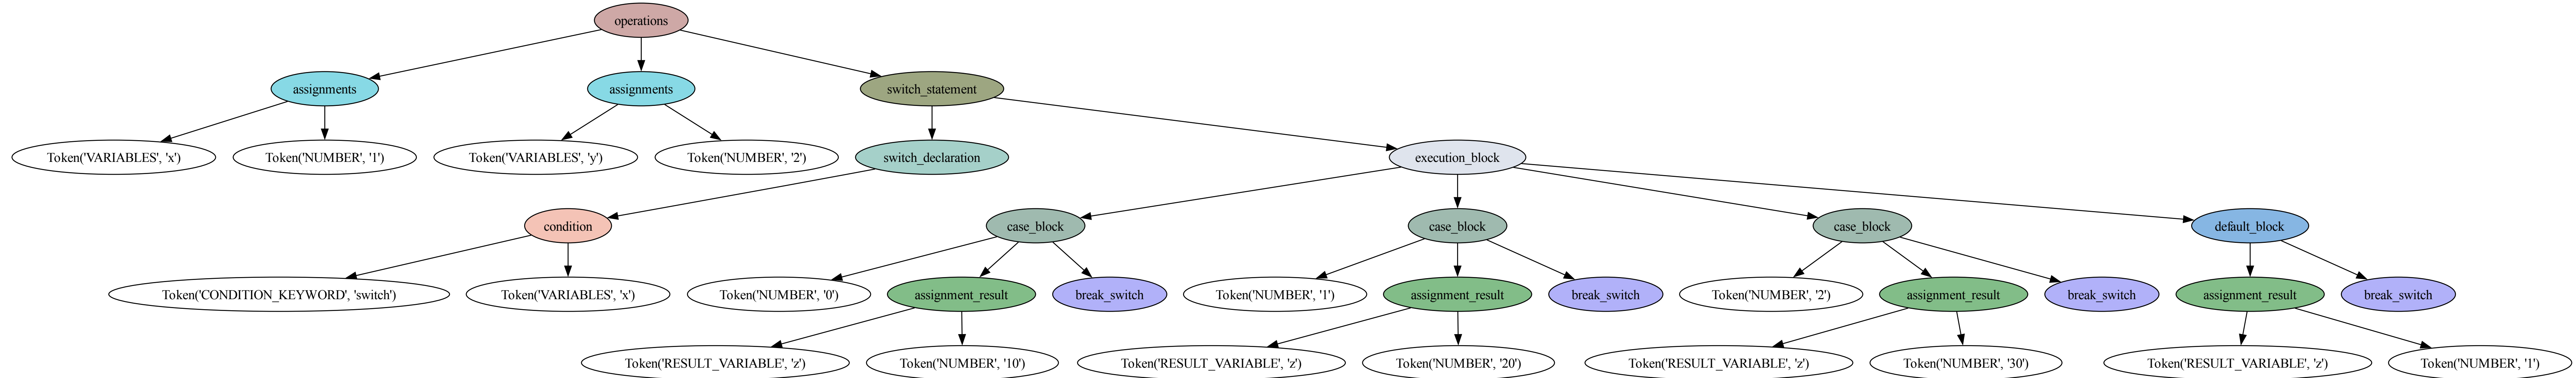 operations
assignments
assignments
switch_statement
Token('VARIABLES', 'x')
Token('NUMBER', '1')
Token('VARIABLES', 'y')
Token('NUMBER', '2')
switch_declaration
execution_block
condition
case_block
case_block
case_block
default_block
Token('CONDITION_KEYWORD', 'switch')
Token('VARIABLES', 'x')
Token('NUMBER', '0')
assignment_result
break_switch
Token('NUMBER', '1')
assignment_result
break_switch
Token('NUMBER', '2')
assignment_result
break_switch
assignment_result
break_switch
Token('RESULT_VARIABLE', 'z')
Token('NUMBER', '10')
Token('RESULT_VARIABLE', 'z')
Token('NUMBER', '20')
Token('RESULT_VARIABLE', 'z')
Token('NUMBER', '30')
Token('RESULT_VARIABLE', 'z')
Token('NUMBER', '1')